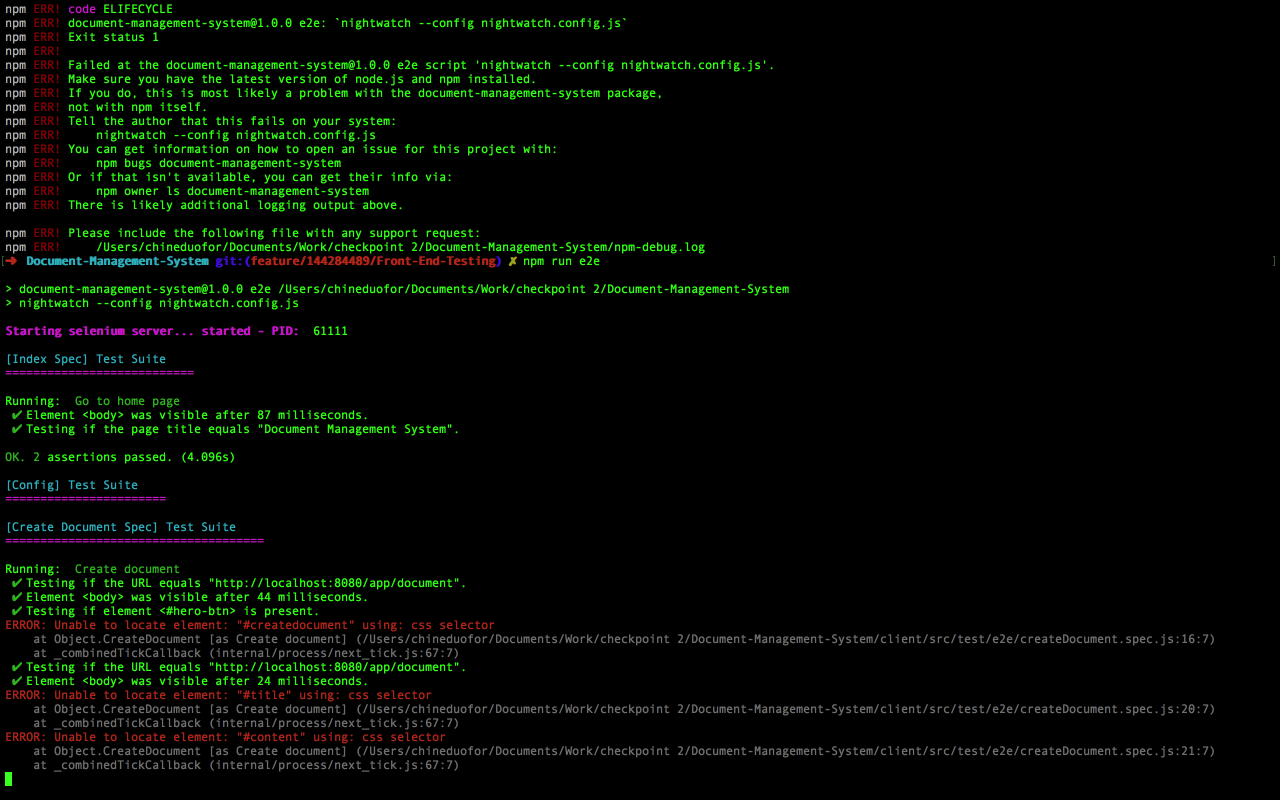 npm ERR! code ELIFECYCLE
npm ERR! document-management-system@1.0.0 e2e: `nightwatch --config nightwatch.config.js`
npm ERR! Exit status 1
npm ERR!
npm ERR! Failed at the document-management-system@1.0.0 e2e script 'nightwatch --config nightwatch.config.js'.
npm ERR! Make sure you have the latest version of node.js and npm installed.
npm ERR! If you do, this is most likely a problem with the document-management-system package,
npm ERR! not with npm itself.
npm ERR! Tell the author that this fails on your system:
npm ERR!     nightwatch --config nightwatch.config.js
npm ERR! You can get information on how to open an issue for this project with:
npm ERR!     npm bugs document-management-system
npm ERR! Or if that isn't available, you can get their info via:
npm ERR!     npm owner ls document-management-system
npm ERR! There is likely additional logging output above.
npm ERR! Please include the following file with any support request:
npm ERR!     /Users/chineduofor/Documents/Work/checkpoint 2/Document-Management-System/npm-debug.log
[➜  Document-Management-System git:(feature/144284489/Front-End-Testing) ✗ npm run e2e ]
> document-management-system@1.0.0 e2e /Users/chineduofor/Documents/Work/checkpoint 2/Document-Management-System
> nightwatch --config nightwatch.config.js
Starting selenium server... started - PID:  61111
[Index Spec] Test Suite
===========================
Running:  Go to home page
✔ Element <body> was visible after 87 milliseconds.
✔ Testing if the page title equals "Document Management System".
OK. 2 assertions passed. (4.096s)
[Config] Test Suite
=======================
[Create Document Spec] Test Suite
=====================================
Running:  Create document
✔ Testing if the URL equals "http://localhost:8080/app/document".
✔ Element <body> was visible after 44 milliseconds.
✔ Testing if element <#hero-btn> is present.
ERROR: Unable to locate element: "#createdocument" using: css selector
    at Object.CreateDocument [as Create document] (/Users/chineduofor/Documents/Work/checkpoint 2/Document-Management-System/client/src/test/e2e/createDocument.spec.js:16:7)
    at _combinedTickCallback (internal/process/next_tick.js:67:7)
✔ Testing if the URL equals "http://localhost:8080/app/document".
✔ Element <body> was visible after 24 milliseconds.
ERROR: Unable to locate element: "#title" using: css selector
    at Object.CreateDocument [as Create document] (/Users/chineduofor/Documents/Work/checkpoint 2/Document-Management-System/client/src/test/e2e/createDocument.spec.js:20:7)
    at _combinedTickCallback (internal/process/next_tick.js:67:7)
ERROR: Unable to locate element: "#content" using: css selector
    at Object.CreateDocument [as Create document] (/Users/chineduofor/Documents/Work/checkpoint 2/Document-Management-System/client/src/test/e2e/createDocument.spec.js:21:7)
    at _combinedTickCallback (internal/process/next_tick.js:67:7)